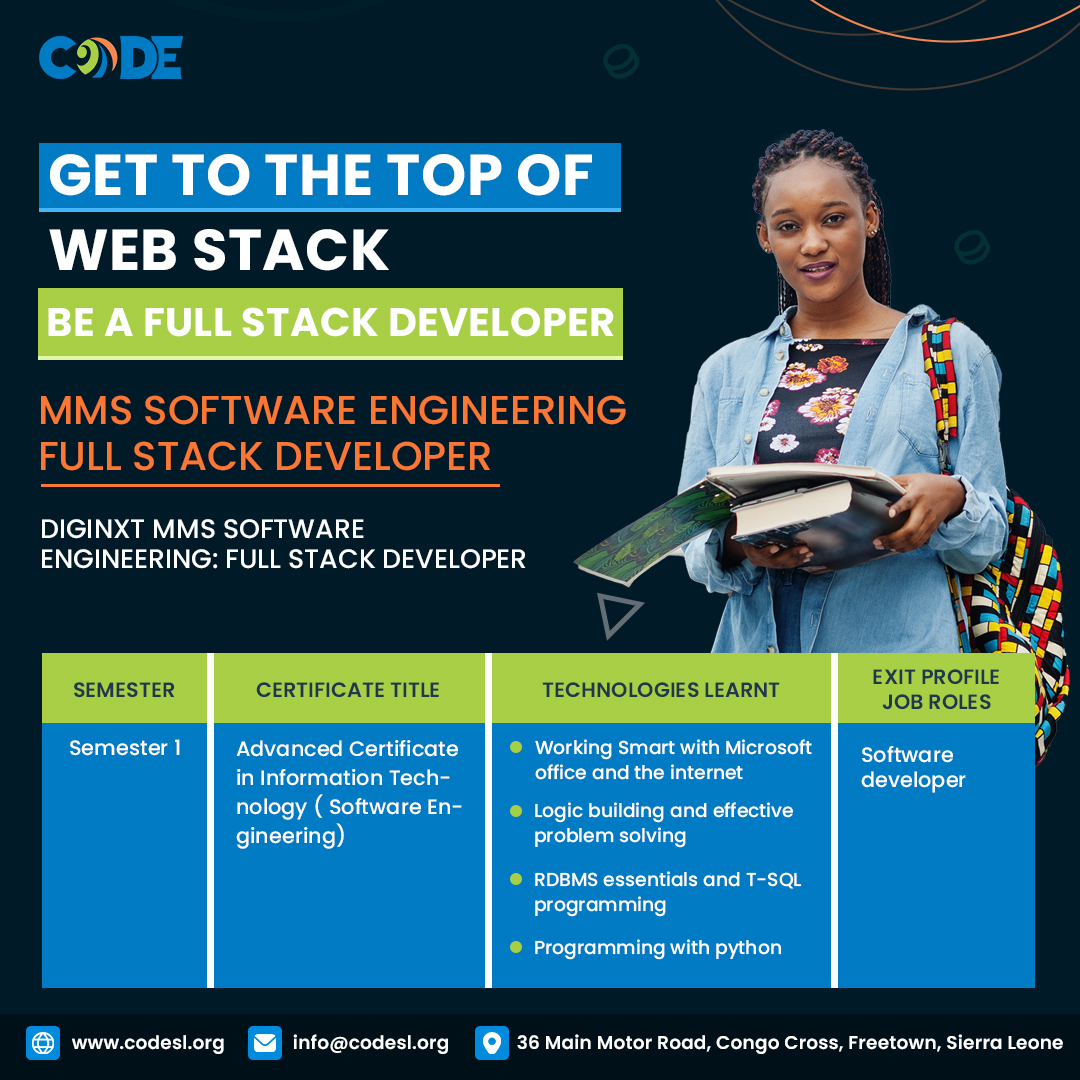 CODE
GET TO THE TOP OF
WEB STACK
BE A FULL STACK DEVELOPER
MMS SOFTWARE ENGINEERING
FULL STACK DEVELOPER
DIGINXT MMS SOFTWARE
ENGINEERING: FULL STACK DEVELOPER
SEMESTER
CERTIFICATE TITLE
TECHNOLOGIES LEARNT
EXIT PROFILE
JOB ROLES
Semester 1
Advanced Certificate
in Information Tech-
nology ( Software En-
gineering)
Working Smart with Microsoft
office and the internet
Logic building and effective
problem solving
RDBMS essentials and T-SQL
programming
Programming with python
Software
developer
www.codesl.org
info@codesl.org
36 Main Motor Road, Congo Cross, Freetown, Sierra Leone